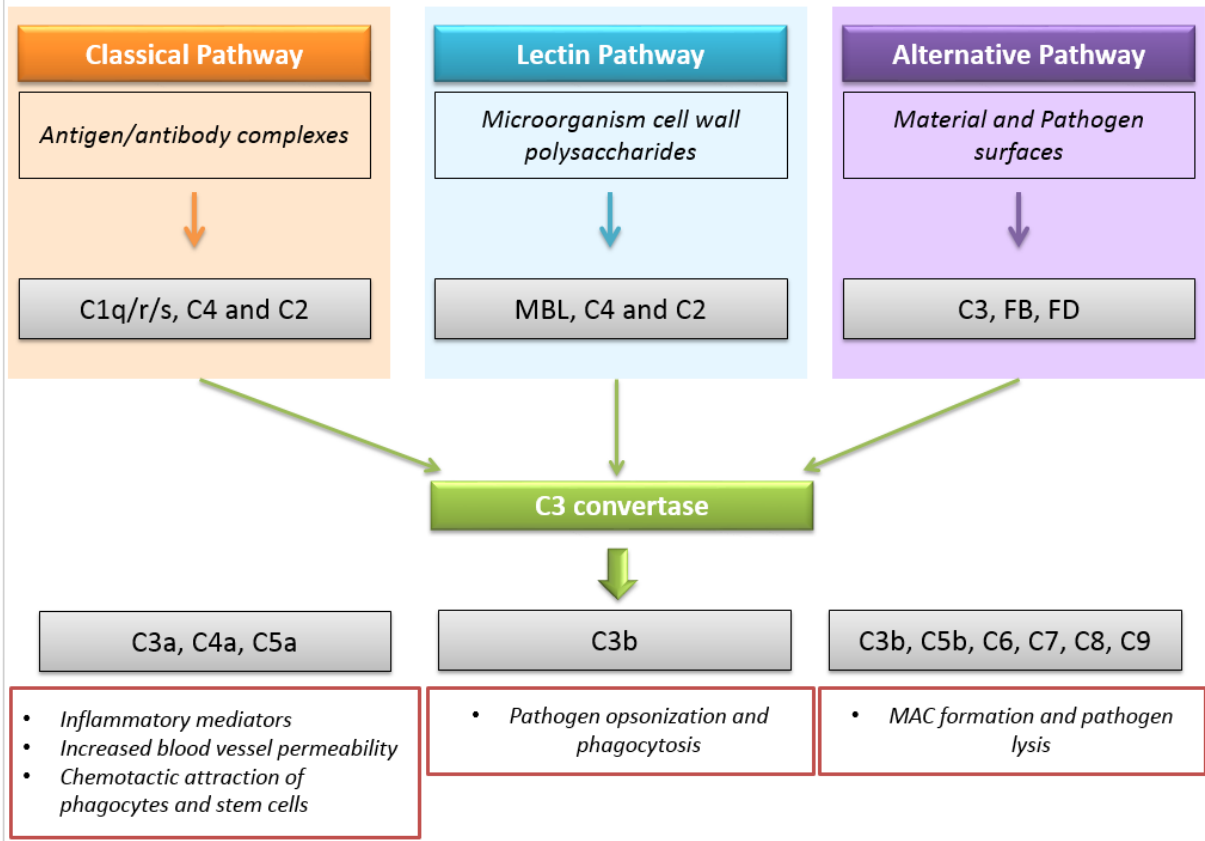 Classical Pathway
Antigen/antibody complexes
C1q/r/s, C4 and C2
Lectin Pathway
Microorganism cell wall
polysaccharides
MBL, C4 and C2
Alternative Pathway
Material and Pathogen
surfaces
C3, FB, FD
C3 convertase
C3a, C4a, C5a
• Inflammatory mediators
• Increased blood vessel permeability
• Chemotactic attraction of
phagocytes and stem cells
C3b
• Pathogen opsonization and
phagocytosis
C3b, C5b, C6, C7, C8, C9
• MAC formation and pathogen
lysis